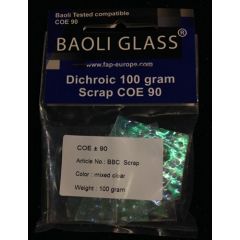 Baoli Tested compatible
COE 90
BAOLI GLASS®
www.fap-europe.com
Dichroic 100 gram
Scrap COE 90
COE ± 90
Article No.: BBC Scrap
Color : mixed clear
Weight : 100 gram